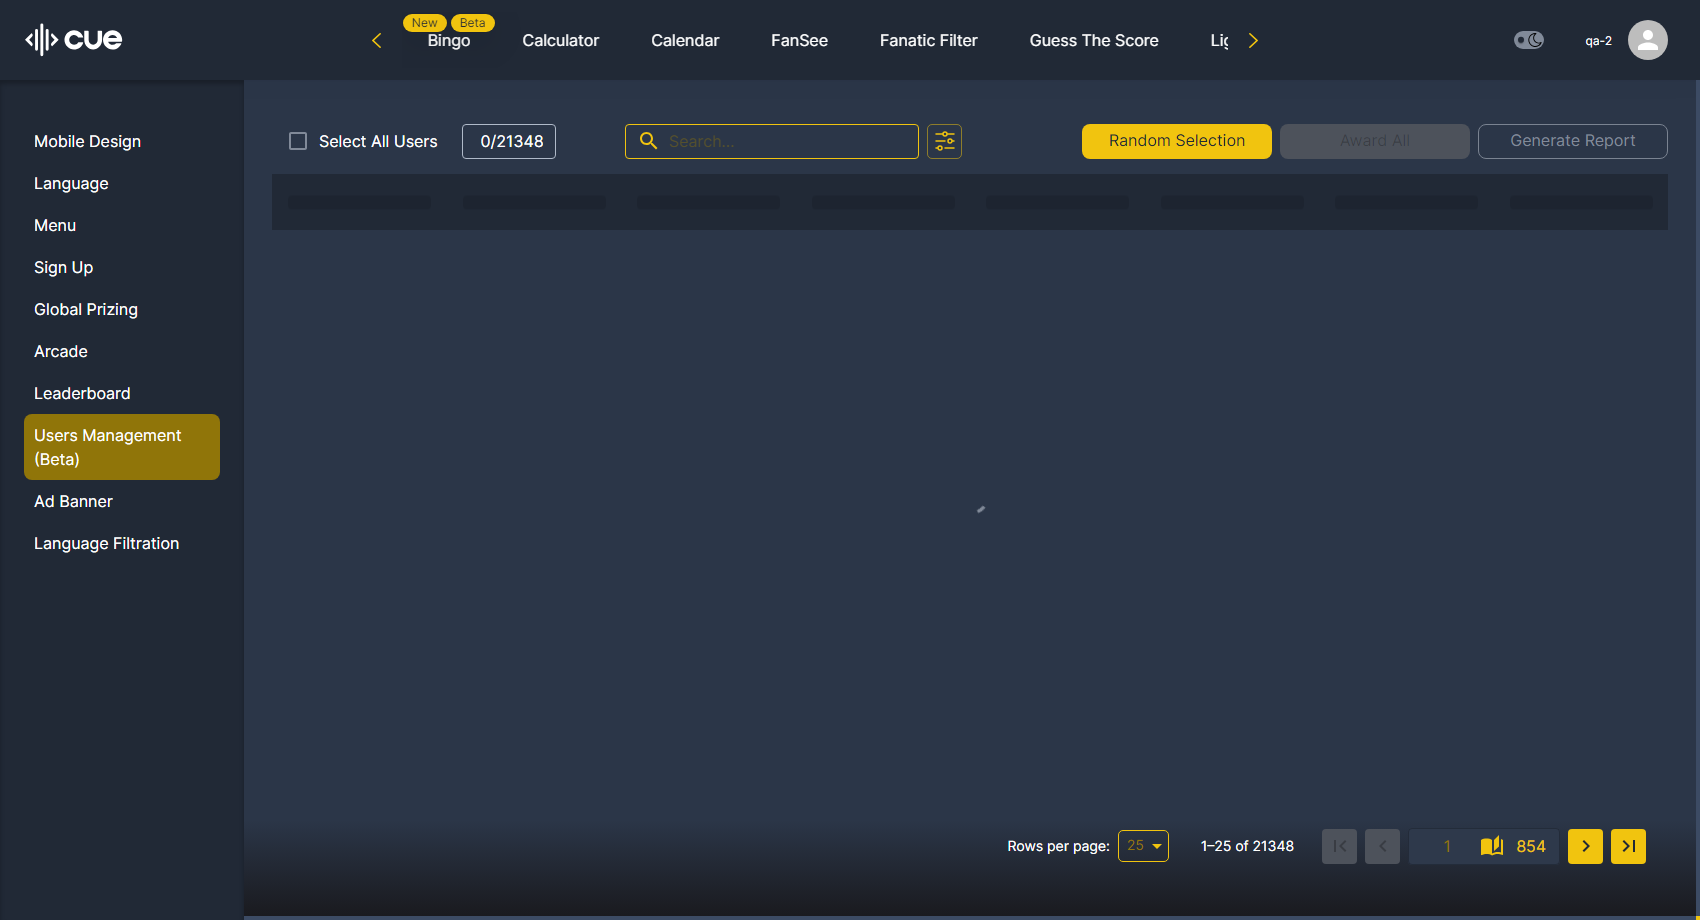 cue
New Beta
Bingo Calculator Calendar FanSee Fanatic Filter Guess The Score
qa-2
Mobile Design
Language
Menu
Sign Up
Global Prizing
Arcade
Leaderboard
Users Management
(Beta)
Ad Banner
Language Filtration
Select All Users 0/21348 Search... Random Selection Award All Generate Report
Rows per page: 25 1–25 of 21348 1 854